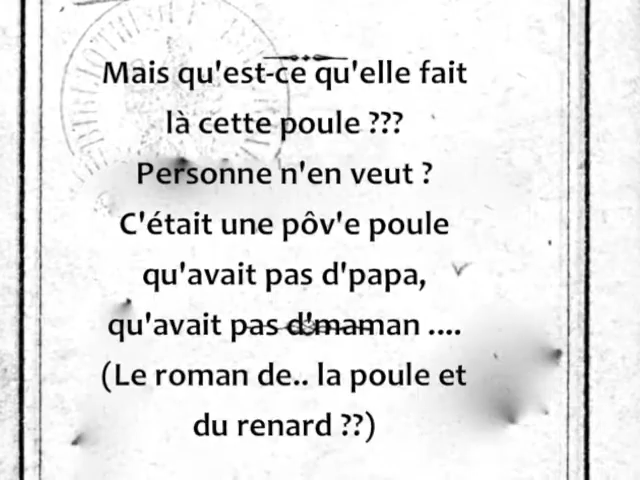 Mais qu'est-ce qu'elle fait
là cette poule ???
Personne n'en veut ?
C'était une pôv'e poule
qu'avait pas d'papa,
qu'avait pas d'maman ....
(Le roman de.. la poule et
du renard ??)